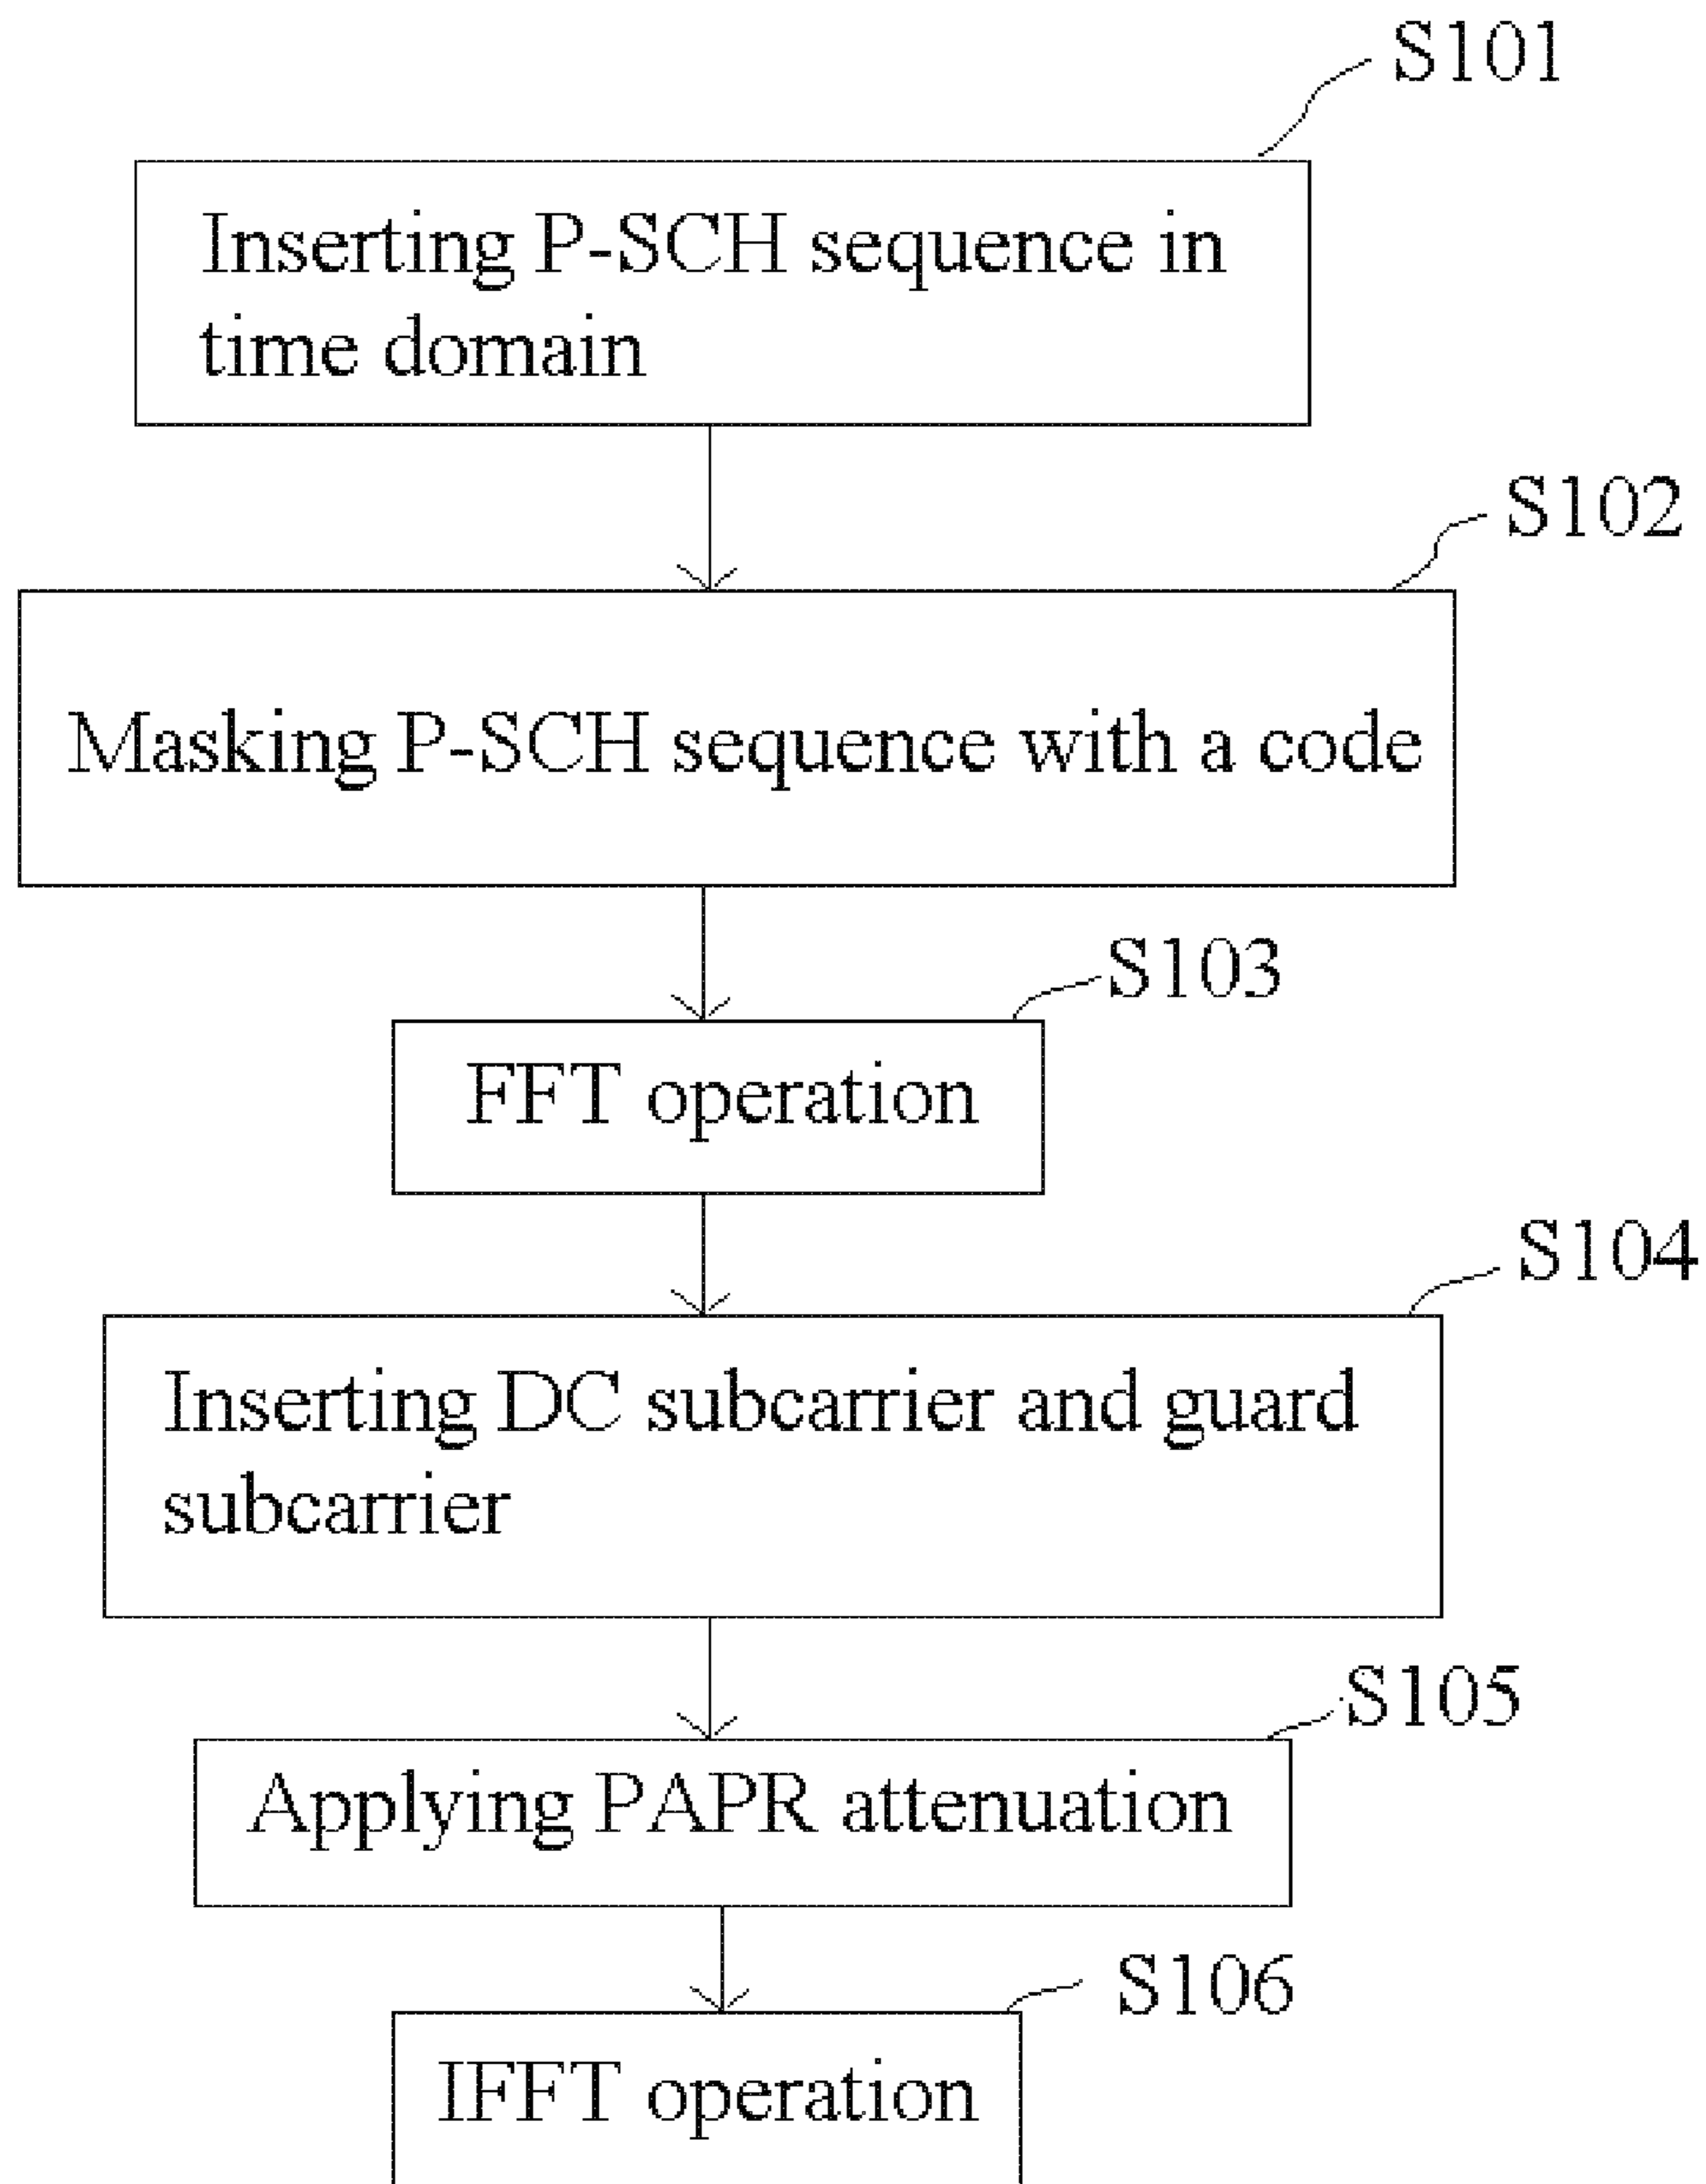 S101
Inserting P-SCH sequence in
time domain
S102
Masking P-SCH sequence with a code
S103
FFT operation
S104
Inserting DC subcarrier and guard
subcarrier
S105
Applying PAPR attenuation
S106
IFFT operation